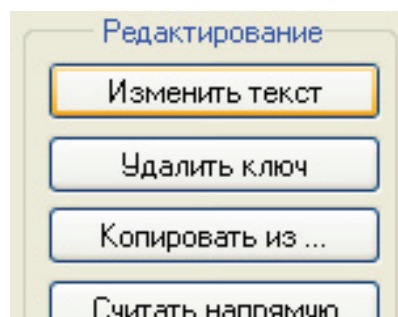 Редактирование
Изменить текст
Удалить ключ
Копировать из ...
Считать напрямую